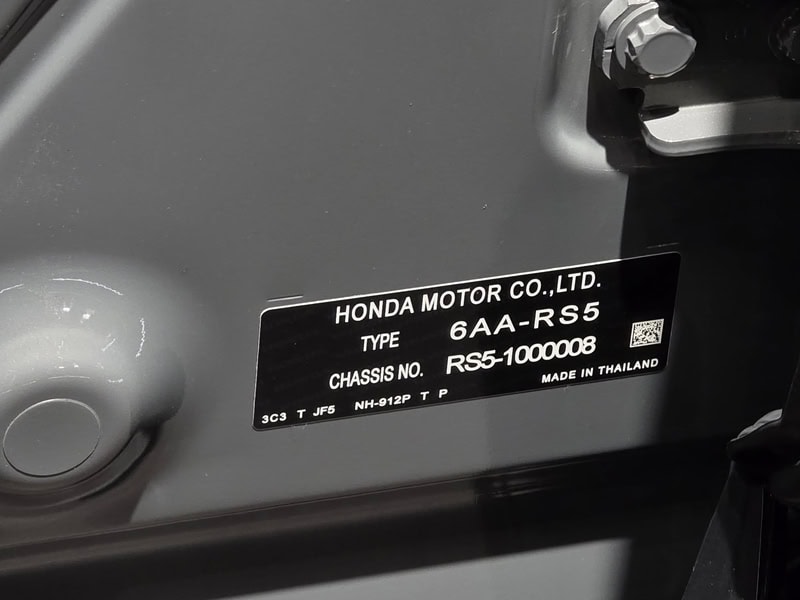 HONDA MOTOR CO.,LTD.
TYPE 6AA-RS5
CHASSIS NO. RS5-1000008
MADE IN THAILAND
3C3 T JF5 NH-912P T P